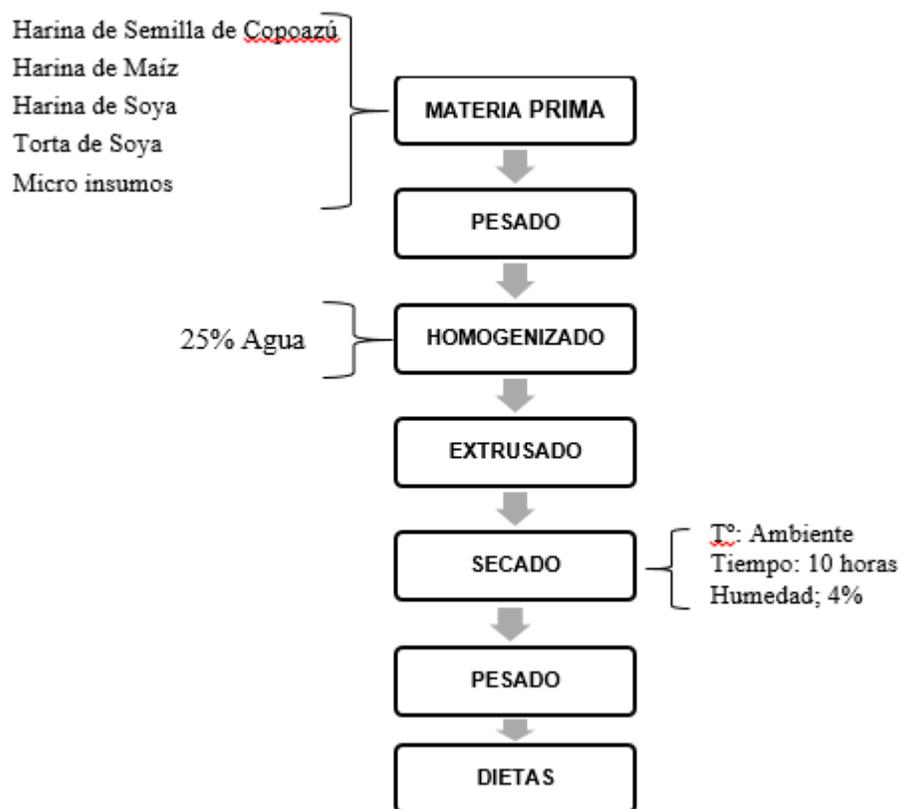 Harina de Semilla de Copoazú
Harina de Maíz
Harina de Soya
Torta de Soya
Micro insumos
MATERIA PRIMA
PESADO
25% Agua
HOMOGENIZADO
EXTRUSADO
SECADO
Tº: Ambiente
Tiempo: 10 horas
Humedad; 4%
PESADO
DIETAS